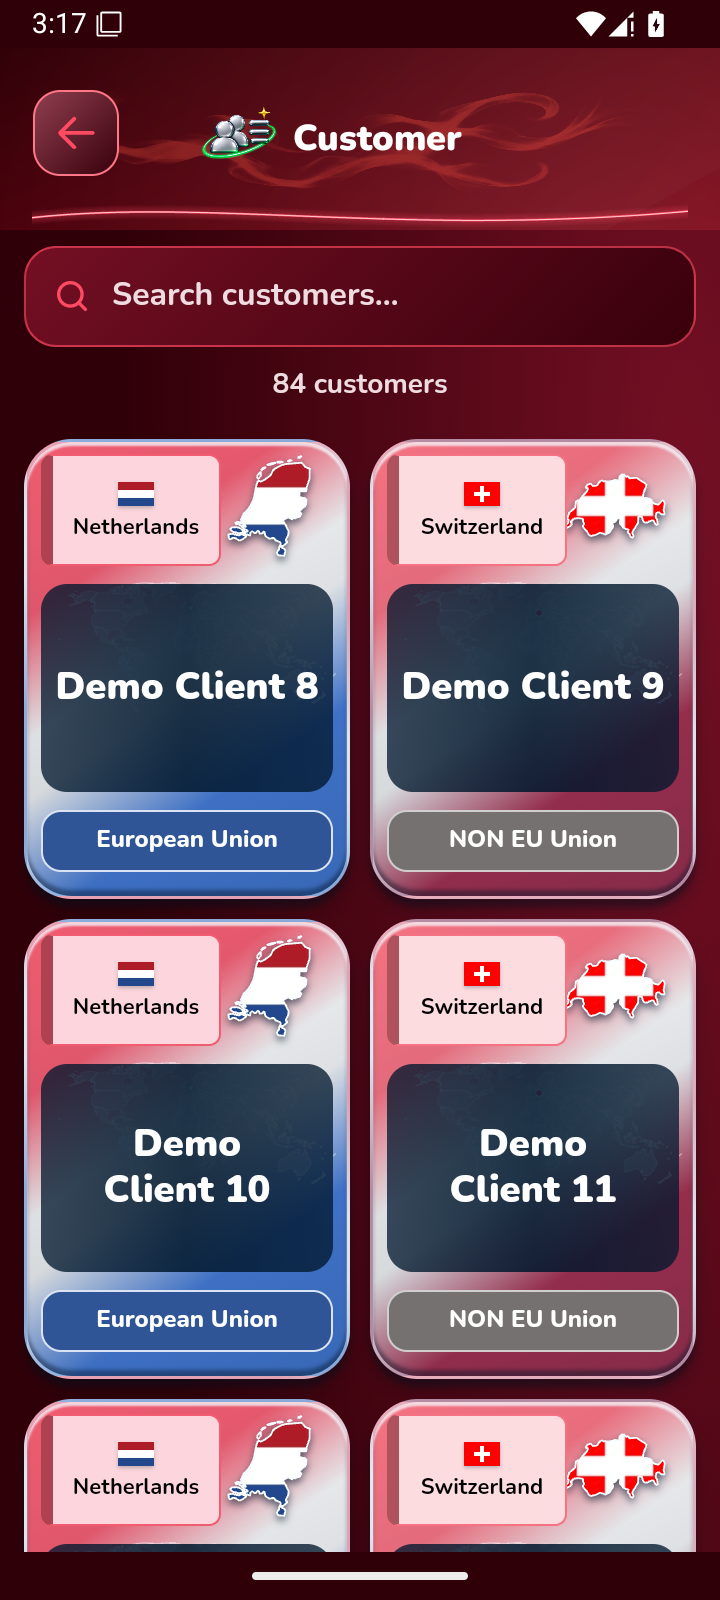 3:17
Customer
Search customers...
84 customers
Netherlands
Demo Client 8
European Union
Switzerland
Demo Client 9
NON EU Union
Netherlands
Demo
Client 10
European Union
Switzerland
Demo
Client 11
NON EU Union
Netherlands
Switzerland